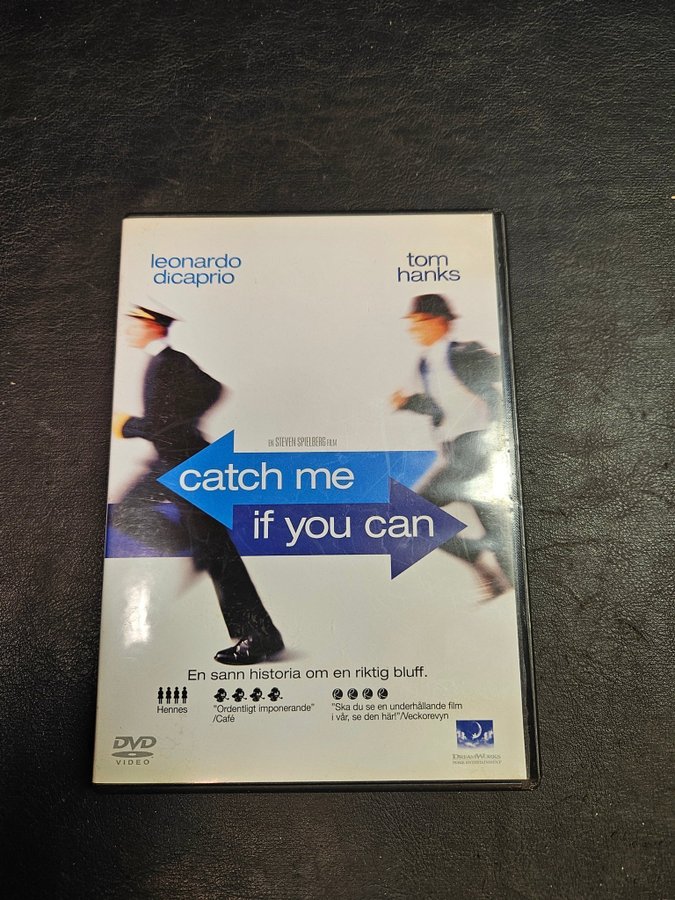 leonardo
dicaprio
tom
hanks
EN STEVEN SPIELBERG FILM
catch me
if you can
En sann historia om en riktig bluff.
Hennes
"Ordentligt imponerande"
/Café
"Ska du se en underhållande film
i vår, se den här!"/Veckorevyn
DVD
VIDEO
DREAMWORKS
HOME ENTERTAINMENT